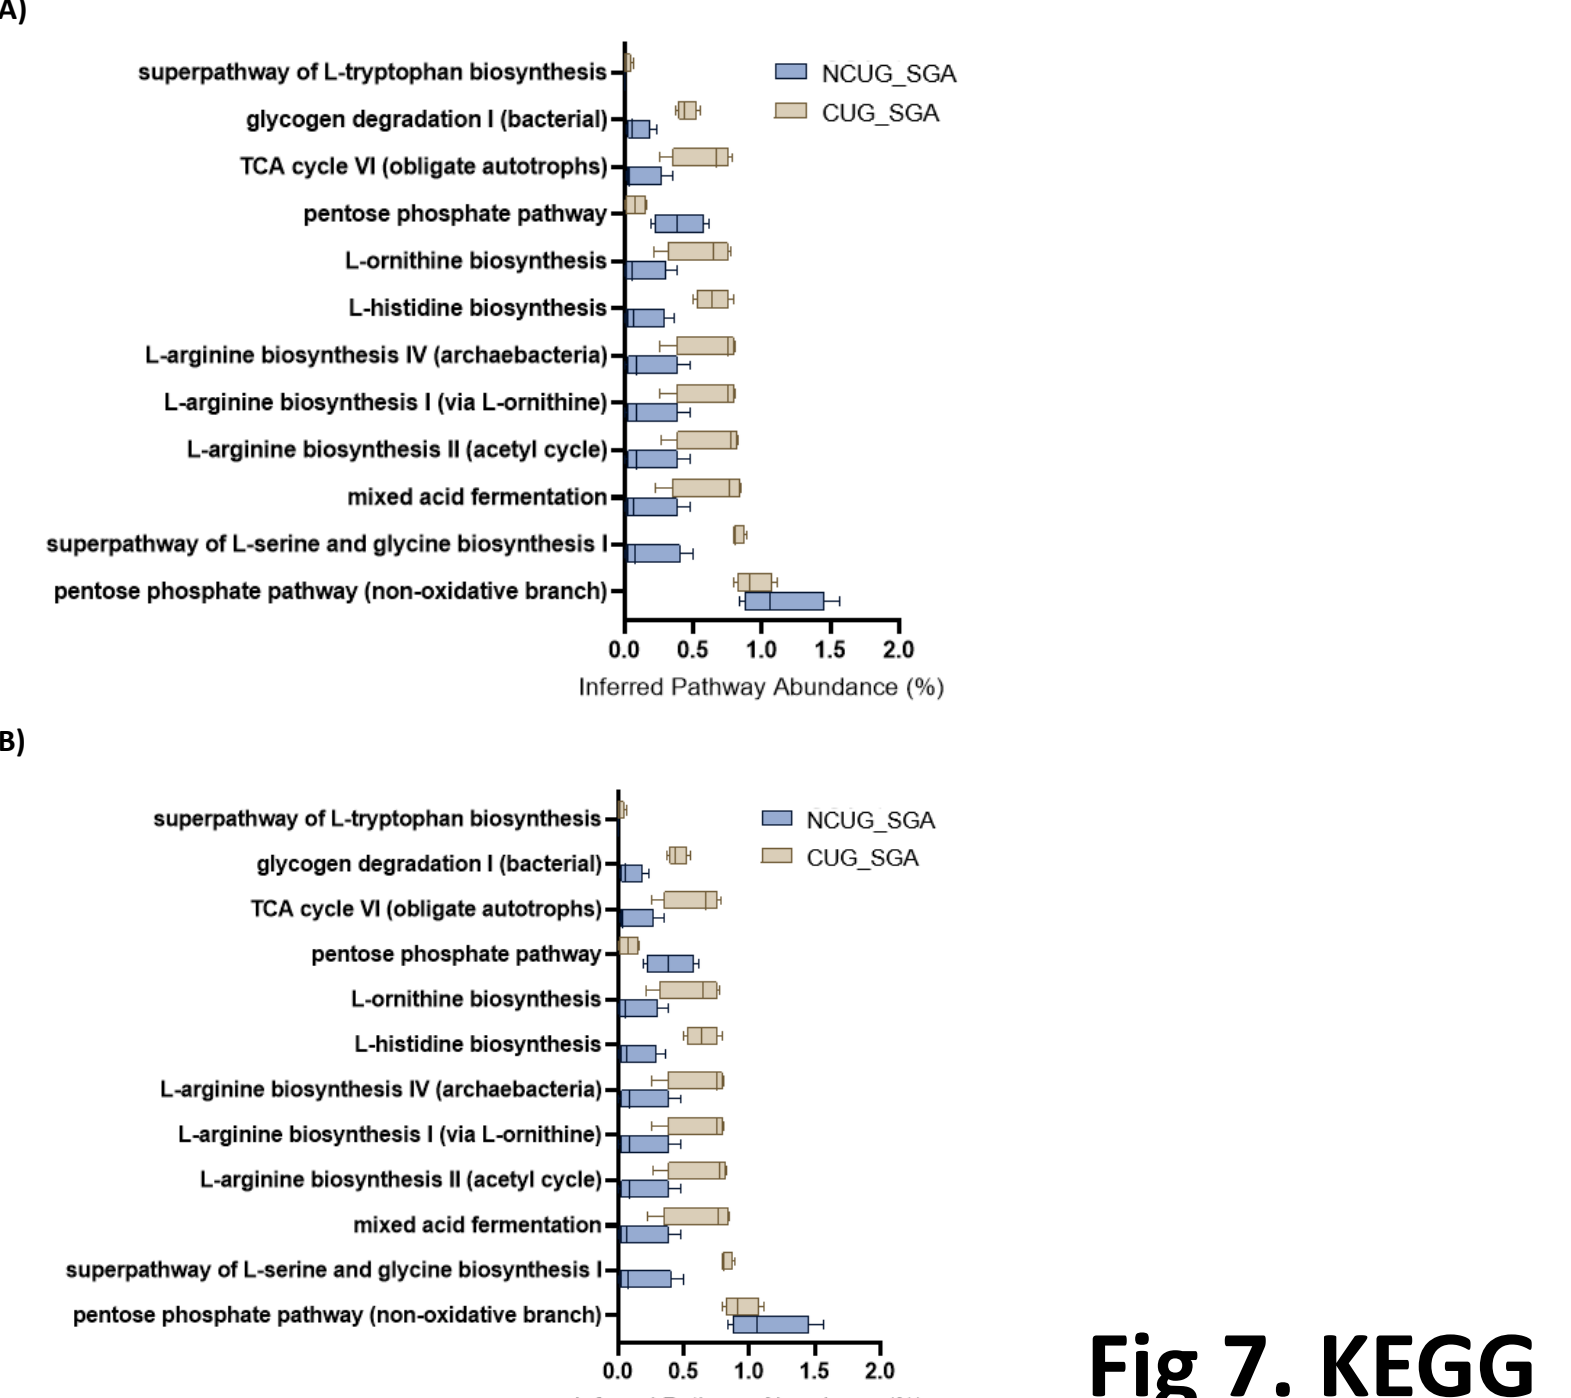 A)
superpathway of L-tryptophan biosynthesis
glycogen degradation I (bacterial)
TCA cycle VI (obligate autotrophs)
pentose phosphate pathway
L-ornithine biosynthesis
L-histidine biosynthesis
L-arginine biosynthesis IV (archaebacteria)
L-arginine biosynthesis I (via L-ornithine)
L-arginine biosynthesis II (acetyl cycle)
mixed acid fermentation
superpathway of L-serine and glycine biosynthesis I
pentose phosphate pathway (non-oxidative branch)
NCUG_SGA
CUG_SGA
0.0 0.5 1.0 1.5 2.0
Inferred Pathway Abundance (%)
B)
superpathway of L-tryptophan biosynthesis
glycogen degradation I (bacterial)
TCA cycle VI (obligate autotrophs)
pentose phosphate pathway
L-ornithine biosynthesis
L-histidine biosynthesis
L-arginine biosynthesis IV (archaebacteria)
L-arginine biosynthesis I (via L-ornithine)
L-arginine biosynthesis II (acetyl cycle)
mixed acid fermentation
superpathway of L-serine and glycine biosynthesis I
pentose phosphate pathway (non-oxidative branch)
NCUG_SGA
CUG_SGA
0.0 0.5 1.0 1.5 2.0
Fig 7. KEGG